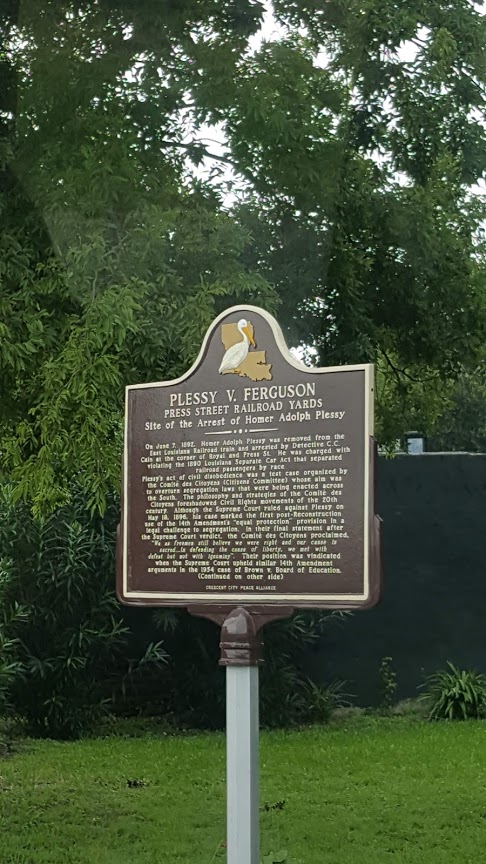 PLESSY V. FERGUSON
PRESS STREET RAILROAD YARDS
Site of the Arrest of Homer Adolph Plessy
On June 7, 1892, Homer Adolph Plessy was removed from the
East Louisiana Railroad train and arrested by Detective C.C.
Cain at the corner of Royal and Press St. He was charged with
violating the 1890 Louisiana Separate Car Act that separated
railroad passengers by race.
Plessy's act of civil disobedience was a test case organized by
the Comité des Citoyens (Citizens Committee) whose aim was
to overturn segregation laws that were being enacted across
the South. The philosophy and strategies of the Comité des
Citoyens foreshadowed Civil Rights movements of the 20th
century. Although the Supreme Court ruled against Plessy on
May 18, 1896, his case marked the first post-Reconstruction
use of the 14th Amendment's "equal protection" provision in a
legal challenge to segregation. In their final statement after
the Supreme Court verdict, the Comité des Citoyens proclaimed,
"We as freemen still believe we were right and our cause is
sacred...In defending the cause of liberty, we met with
defeat but not with ignominy". Their position was vindicated
when the Supreme Court upheld similar 14th Amendment
arguments in the 1954 case of Brown v. Board of Education.
(Continued on other side)
CRESCENT CITY PEACE ALLIANCE